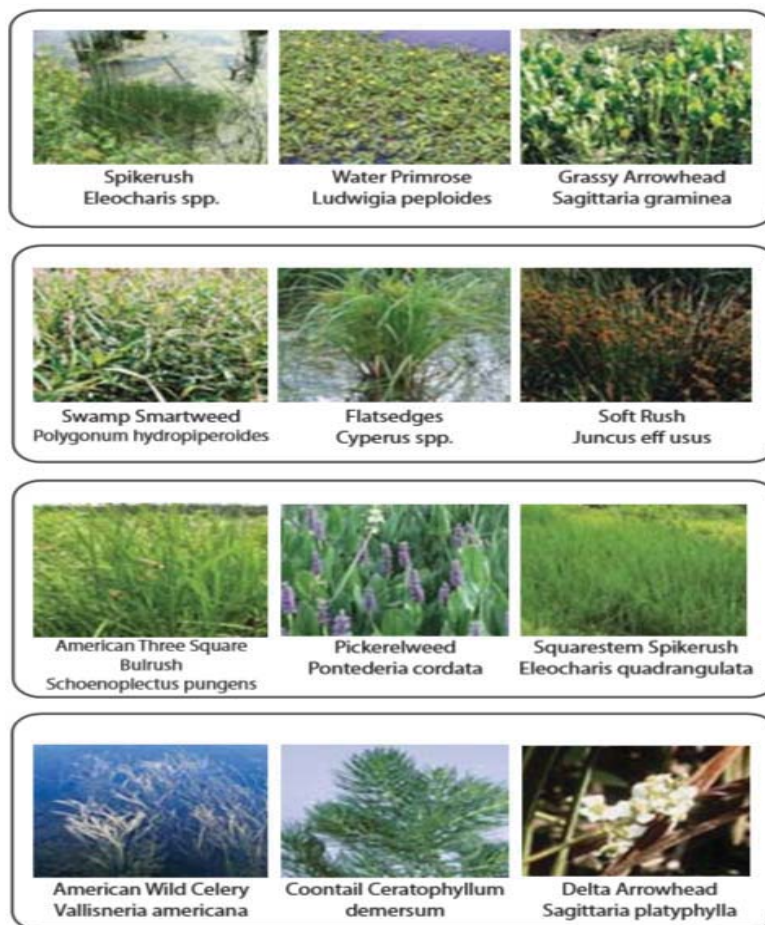 Spikerush
Eleocharis spp.
Water Primrose
Ludwigia peploides
Grassy Arrowhead
Sagittaria graminea
Swamp Smartweed
Polygonum hydropiperoides
Flatsedges
Cyperus spp.
Soft Rush
Juncus eff usus
American Three Square
Bulrush
Schoenoplectus pungens
Pickerelweed
Pontederia cordata
Squarestem Spikerush
Eleocharis quadrangulata
American Wild Celery
Vallisneria americana
Coontail Ceratophyllum
demersum
Delta Arrowhead
Sagittaria platyphylla